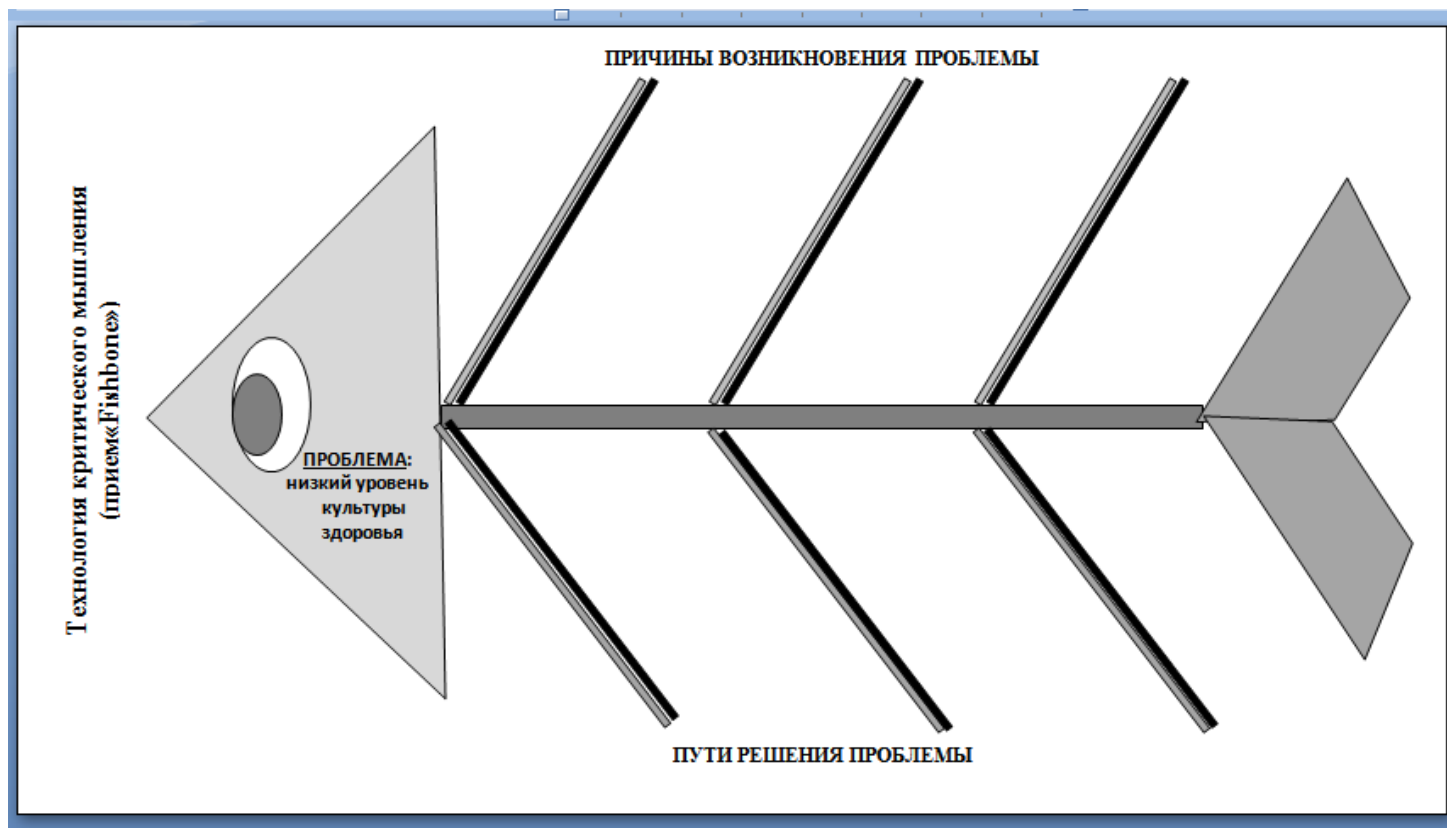 ПРИЧИНЫ ВОЗНИКНОВЕНИЯ ПРОБЛЕМЫ
Технология критического мышления
(прием«Fishbone»)
ПРОБЛЕМА:
низкий уровень
культуры
здоровья
ПУТИ РЕШЕНИЯ ПРОБЛЕМЫ